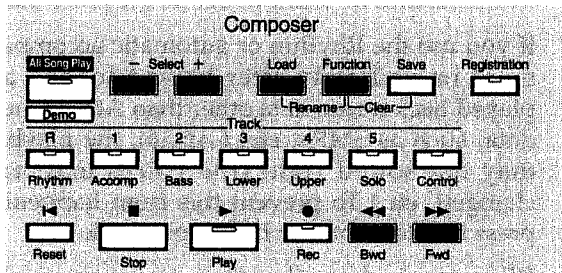 Composer
All Song Play − Select + Load Function Save Registration
Rename Clear
Demo
Track
R 1 2 3 4 5
Rhythm Accomp Bass Lower Upper Solo Control
Reset Stop Play Rec Bwd Fwd